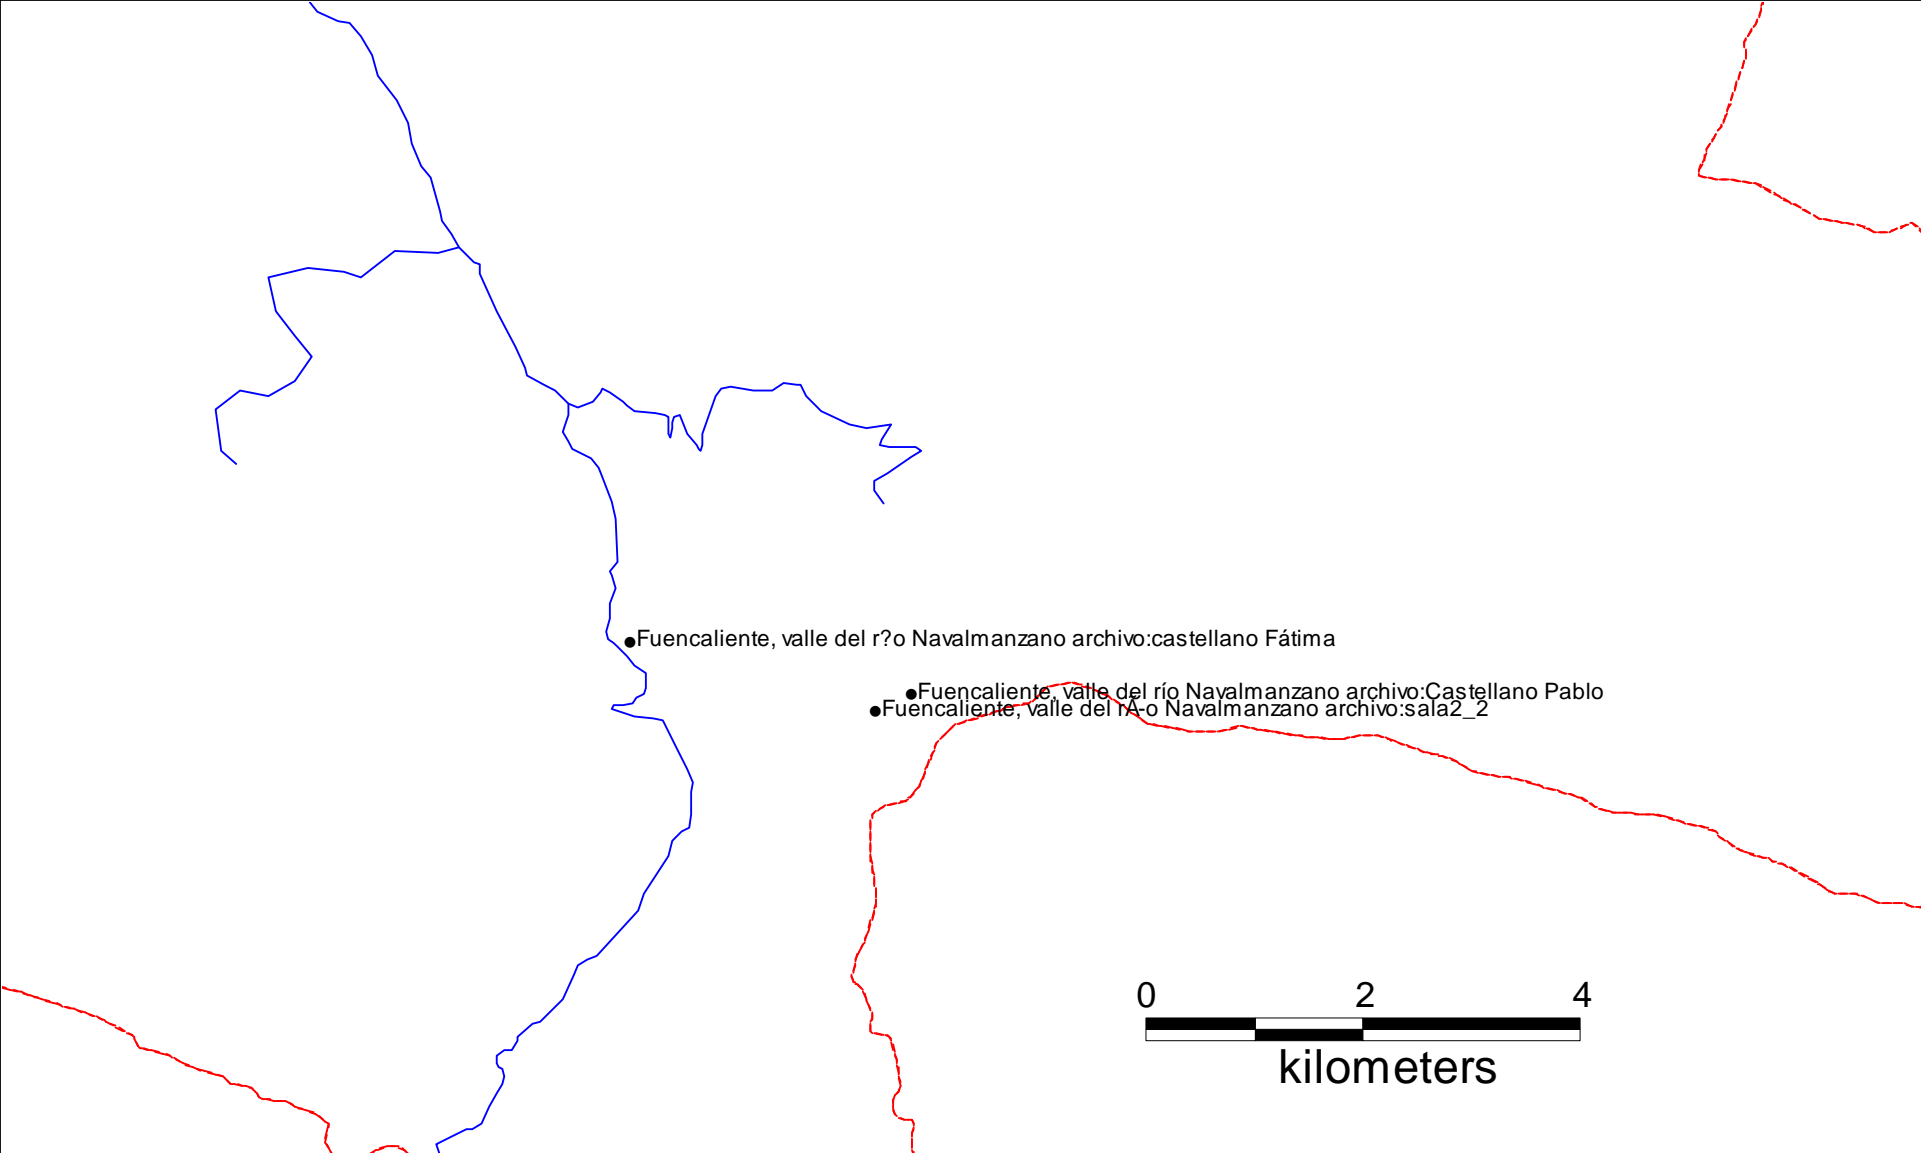 Fuencaliente, valle del r?o Navalmanzano archivo:castellano Fátima
Fuencaliente, valle del río Navalmanzano archivo:Castellano Pablo
Fuencaliente, valle del rÃ-o Navalmanzano archivo:sala2_2
0 2 4
kilometers